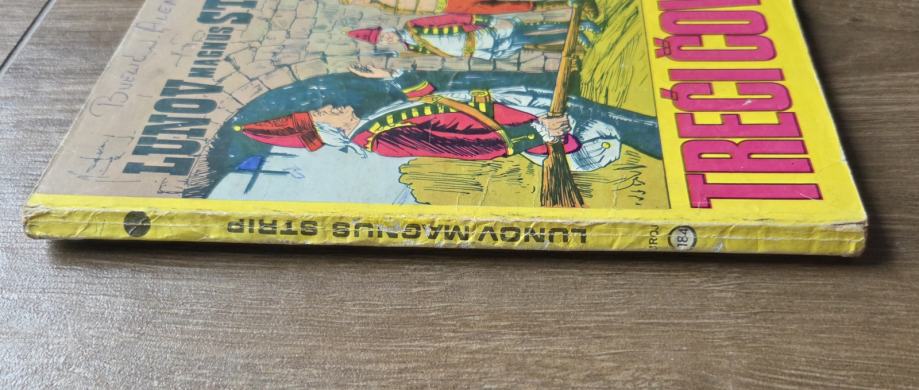 LUNOV MAGNUS ST
TREĆI ČOV
LUNOV MAGNUS STRIP
BROJ
184